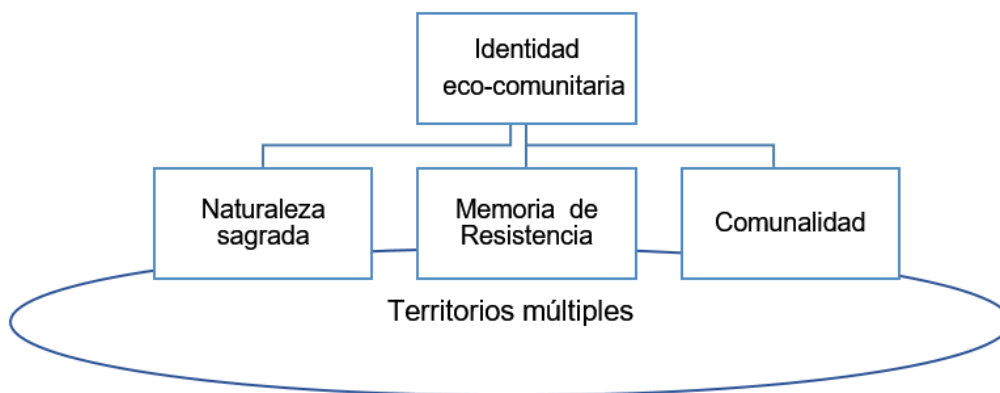 Identidad
eco-comunitaria
Naturaleza
sagrada
Memoria de
Resistencia
Comunalidad
Territorios múltiples